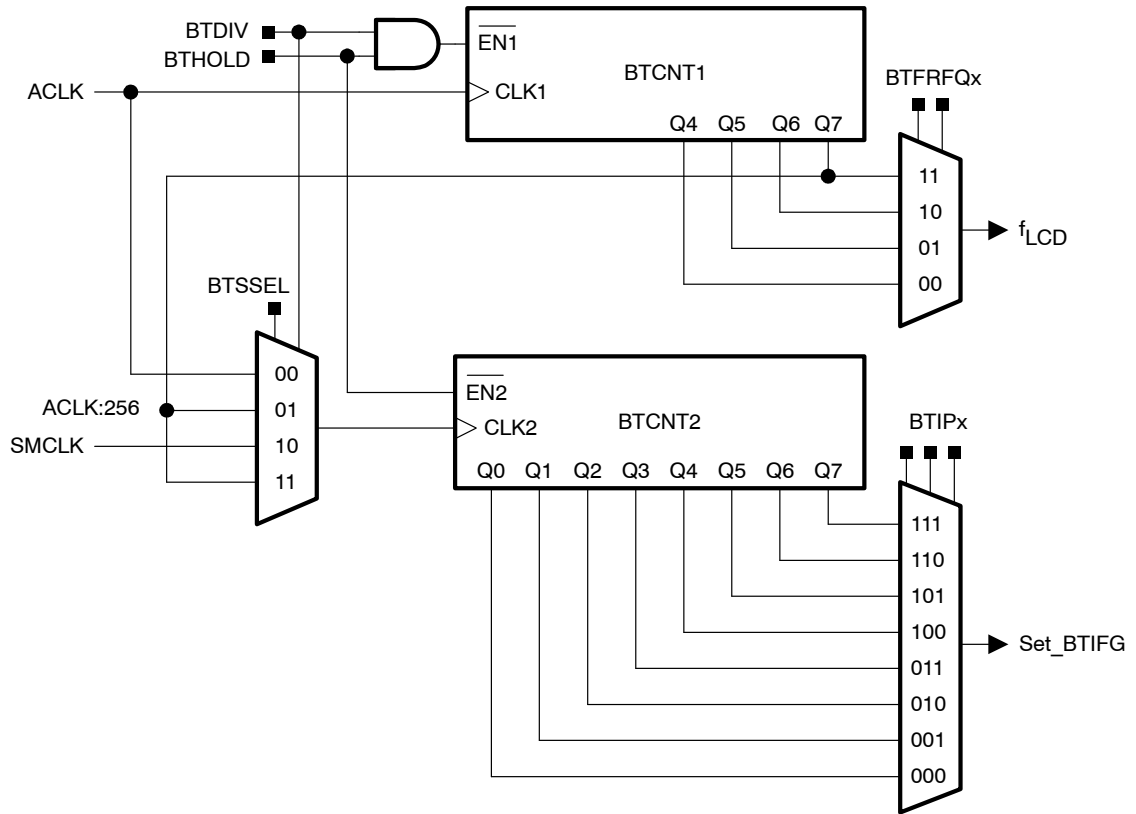 BTDIV
BTHOLD
EN1
BTCNT1
ACLK
CLK1
BTFRFQx
Q4 Q5 Q6 Q7
11
10
01
00
fLCD
BTSSEL
00
01
10
11
ACLK:256
SMCLK
EN2
BTCNT2
CLK2
Q0 Q1 Q2 Q3 Q4 Q5 Q6 Q7
BTIPx
111
110
101
100
011
010
001
000
Set_BTIFG